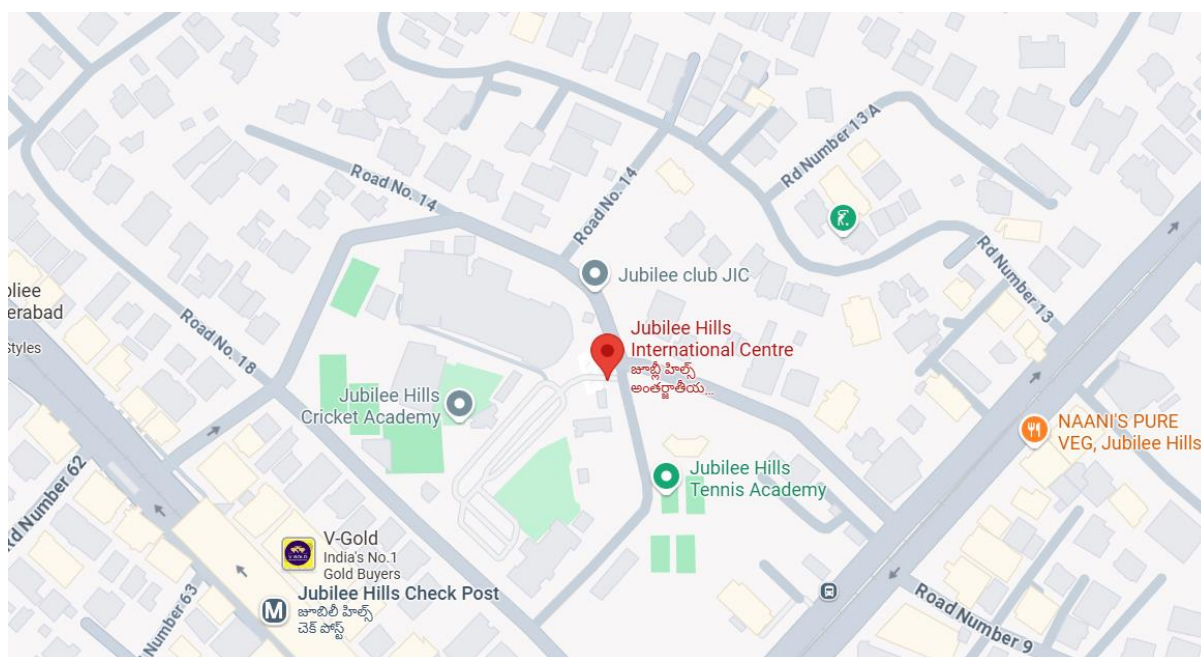 Road No. 14
Road No. 14
Rd Number 13 A
Rd Number 13
Jubilee club JIC
Jubilee Hills
International Centre
జూబ్లీ హిల్స్
అంతర్జాతీయ...
erabad
Styles
Road No. 18
Jubilee Hills
Cricket Academy
NAANI'S PURE
VEG, Jubilee Hills
Jubilee Hills
Tennis Academy
Rd Number 62
V-Gold
India's No.1
Gold Buyers
Jubilee Hills Check Post
జూబిలీ హిల్స్
చెక్ పోస్ట్
M
Number 63
Road Number 9